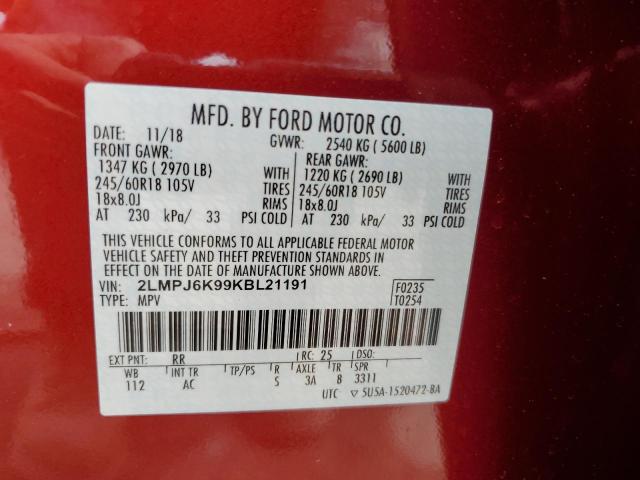 MFD. BY FORD MOTOR CO.
DATE: 11/18 GVWR: 2540 KG ( 5600 LB)
FRONT GAWR: REAR GAWR:
1347 KG ( 2970 LB) WITH 1220 KG ( 2690 LB) WITH
245/60R18 105V TIRES 245/60R18 105V TIRES
18x8.0J RIMS 18x8.0J RIMS
AT 230 kPa/ 33 PSI COLD AT 230 kPa/ 33 PSI COLD
THIS VEHICLE CONFORMS TO ALL APPLICABLE FEDERAL MOTOR
VEHICLE SAFETY AND THEFT PREVENTION STANDARDS IN
EFFECT ON THE DATE OF MANUFACTURE SHOWN ABOVE.
VIN: 2LMPJ6K99KBL21191 F0235
TYPE: MPV T0254
EXT PNT: RR RC: 25 DSO:
WB INT TR TP/PS R AXLE TR SPR
112 AC S 3A 8 3311
UTC ▽ 5U5A-1520472-BA